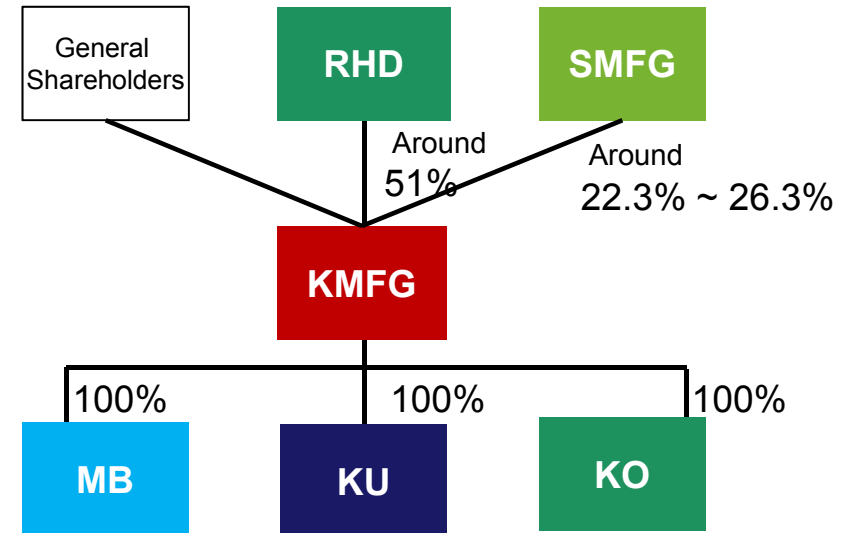 General
Shareholders
RHD
SMFG
Around
51%
Around
22.3% ~ 26.3%
KMFG
100%
100%
100%
MB
KU
KO